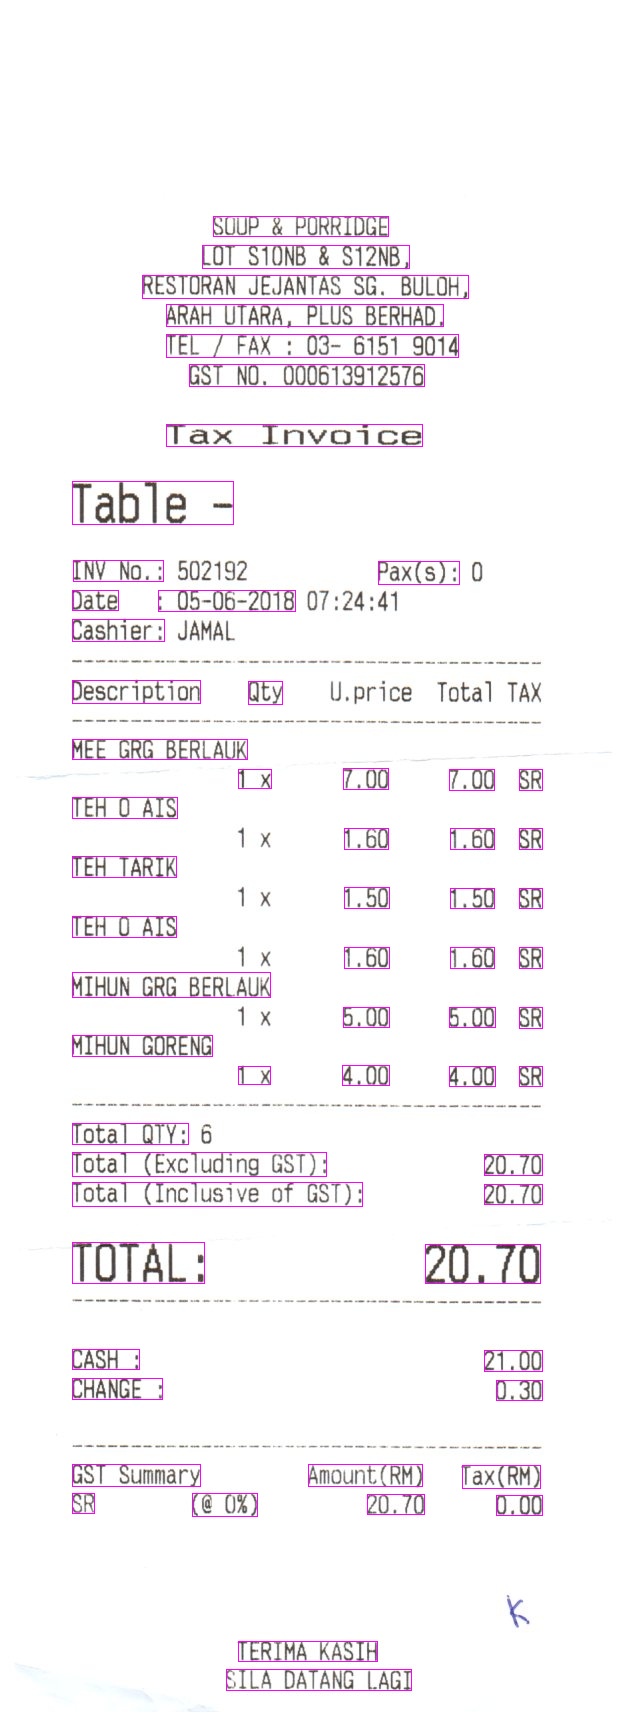 SOUP & PORRIDGE
LOT S10NB & S12NB,
RESTORAN JEJANTAS SG. BULOH,
ARAH UTARA, PLUS BERHAD.
TEL / FAX : 03- 6151 9014
GST NO. 000613912576
Tax Invoice
Table -
INV No.: 502192 Pax(s): 0
Date : 05-06-2018 07:24:41
Cashier: JAMAL
Description Qty U.price Total TAX
MEE GRG BERLAUK
1 x 7.00 7.00 SR
TEH O AIS
1 x 1.60 1.60 SR
TEH TARIK
1 x 1.50 1.50 SR
TEH O AIS
1 x 1.60 1.60 SR
MIHUN GRG BERLAUK
1 x 5.00 5.00 SR
MIHUN GORENG
1 x 4.00 4.00 SR
Total QTY: 6
Total (Excluding GST): 20.70
Total (Inclusive of GST): 20.70
TOTAL: 20.70
CASH : 21.00
CHANGE : 0.30
GST Summary Amount(RM) Tax(RM)
SR (@ 0%) 20.70 0.00
K
TERIMA KASIH
SILA DATANG LAGI